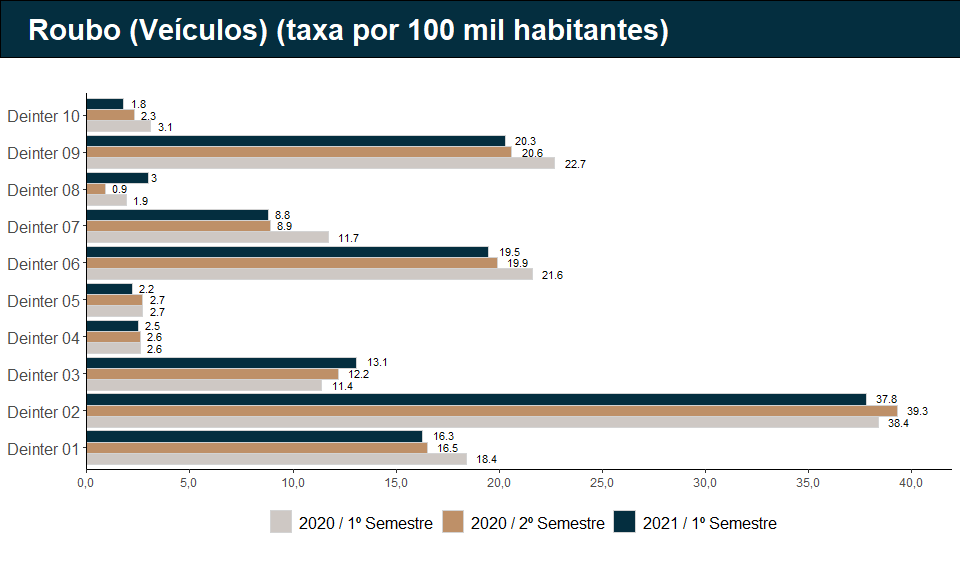 Roubo (Veículos) (taxa por 100 mil habitantes)
Deinter 10
1.8
2.3
3.1
Deinter 09
20.3
20.6
22.7
Deinter 08
3
0.9
1.9
Deinter 07
8.8
8.9
11.7
Deinter 06
19.5
19.9
21.6
Deinter 05
2.2
2.7
2.7
Deinter 04
2.5
2.6
2.6
Deinter 03
13.1
12.2
11.4
Deinter 02
37.8
39.3
38.4
Deinter 01
16.3
16.5
18.4
0,0 5,0 10,0 15,0 20,0 25,0 30,0 35,0 40,0
2020 / 1º Semestre 2020 / 2º Semestre 2021 / 1º Semestre